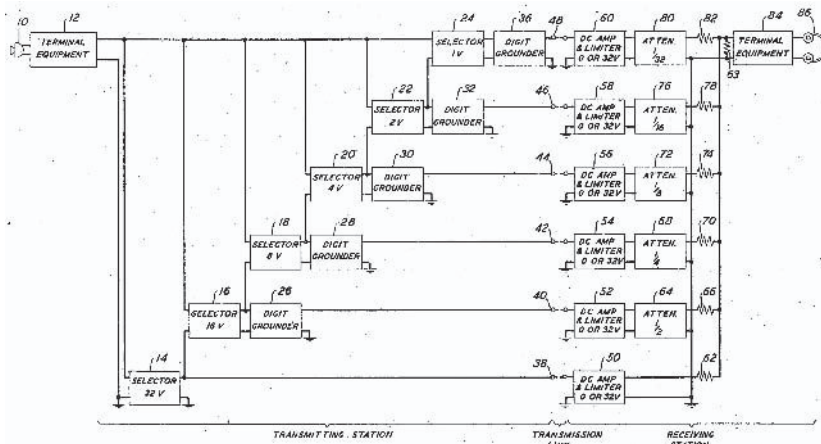 10
12
TERMINAL
EQUIPMENT
24
36
48
60
80
82
84
86
SELECTOR
1V
DIGIT
GROUNDER
DC AMP
& LIMITER
0 OR 32V
ATTEN.
1/32
63
TERMINAL
EQUIPMENT
22
32
46
58
76
78
SELECTOR
2V
DIGIT
GROUNDER
DC AMP
& LIMITER
0 OR 32V
ATTEN.
1/16
20
30
44
56
72
74
SELECTOR
4V
DIGIT
GROUNDER
DC AMP
& LIMITER
0 OR 32V
ATTEN.
1/8
18
28
42
54
68
70
SELECTOR
8V
DIGIT
GROUNDER
DC AMP
& LIMITER
0 OR 32V
ATTEN.
1/4
16
26
40
52
64
66
SELECTOR
16V
DIGIT
GROUNDER
DC AMP
& LIMITER
0 OR 32V
ATTEN.
1/2
14
38
50
62
SELECTOR
32V
DC AMP
& LIMITER
0 OR 32V
TRANSMITTING STATION
TRANSMISSION
RECEIVING